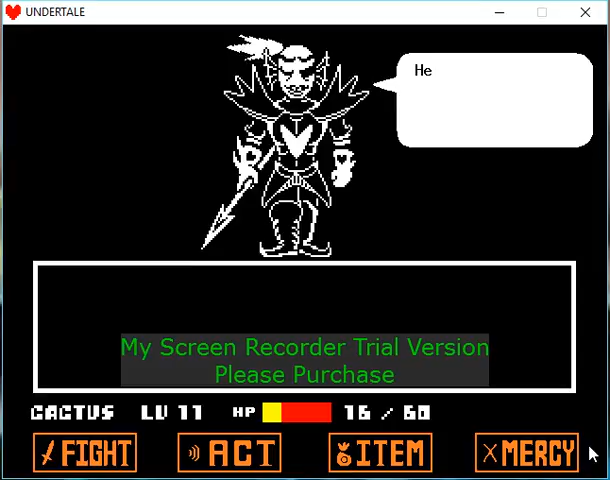 UNDERTALE
He
My Screen Recorder Trial Version
Please Purchase
CACTUS LV 11 HP 16 / 60
FIGHT ACT ITEM MERCY